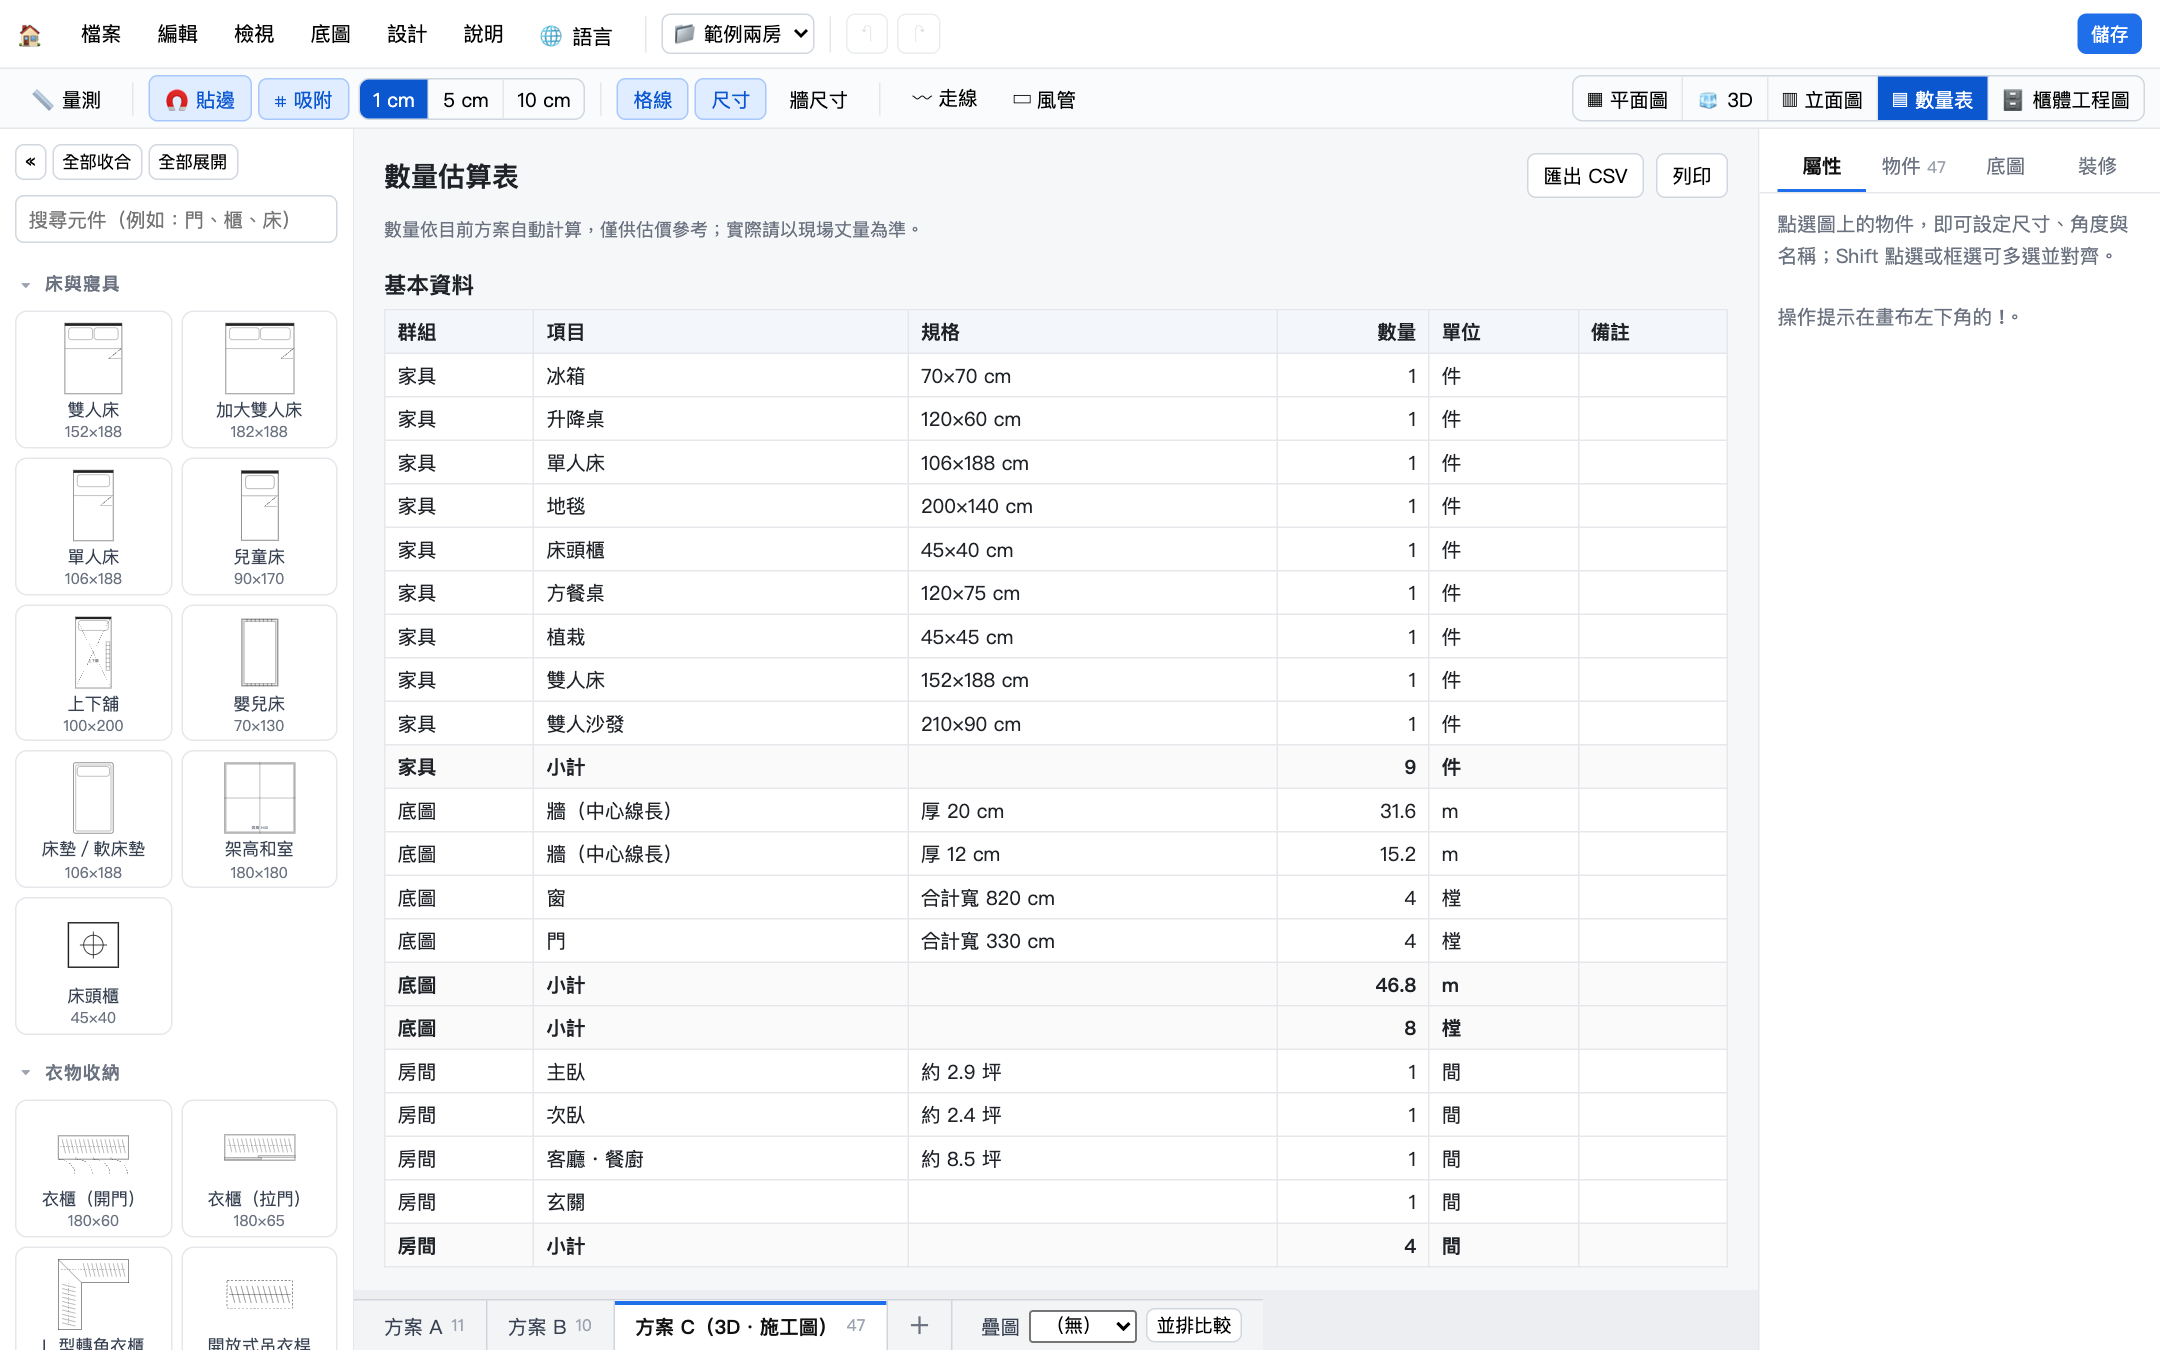 檔案 編輯 檢視 底圖 設計 說明 語言 範例兩房 儲存
量測 貼邊 吸附 1 cm 5 cm 10 cm 格線 尺寸 牆尺寸 走線 風管 平面圖 3D 立面圖 數量表 櫃體工程圖
« 全部收合 全部展開
搜尋元件（例如：門、櫃、床）
床與寢具
雙人床 加大雙人床
152×188 182×188
單人床 兒童床
106×188 90×170
上下舖 嬰兒床
100×200 70×130
床墊 / 軟床墊 架高和室
106×188 180×180
床頭櫃
45×40
衣物收納
衣櫃（開門） 衣櫃（拉門）
180×60 180×65
L 型轉角衣櫃 開放式吊衣桿
數量估算表
匯出 CSV 列印
數量依目前方案自動計算，僅供估價參考；實際請以現場丈量為準。
基本資料
群組 項目 規格 數量 單位 備註
家具 冰箱 70×70 cm 1 件
家具 升降桌 120×60 cm 1 件
家具 單人床 106×188 cm 1 件
家具 地毯 200×140 cm 1 件
家具 床頭櫃 45×40 cm 1 件
家具 方餐桌 120×75 cm 1 件
家具 植栽 45×45 cm 1 件
家具 雙人床 152×188 cm 1 件
家具 雙人沙發 210×90 cm 1 件
家具 小計 9 件
底圖 牆（中心線長） 厚 20 cm 31.6 m
底圖 牆（中心線長） 厚 12 cm 15.2 m
底圖 窗 合計寬 820 cm 4 樘
底圖 門 合計寬 330 cm 4 樘
底圖 小計 46.8 m
底圖 小計 8 樘
房間 主臥 約 2.9 坪 1 間
房間 次臥 約 2.4 坪 1 間
房間 客廳 · 餐廚 約 8.5 坪 1 間
房間 玄關 1 間
房間 小計 4 間
方案 A 11 方案 B 10 方案 C（3D · 施工圖） 47 + 疊圖 （無） 並排比較
屬性 物件 47 底圖 裝修
點選圖上的物件，即可設定尺寸、角度與
名稱；Shift 點選或框選可多選並對齊。
操作提示在畫布左下角的 !。